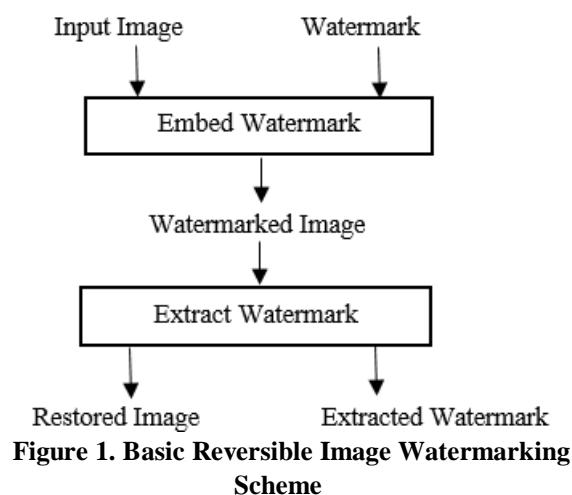 Input Image Watermark
Embed Watermark
Watermarked Image
Extract Watermark
Restored Image Extracted Watermark
Figure 1. Basic Reversible Image Watermarking
Scheme